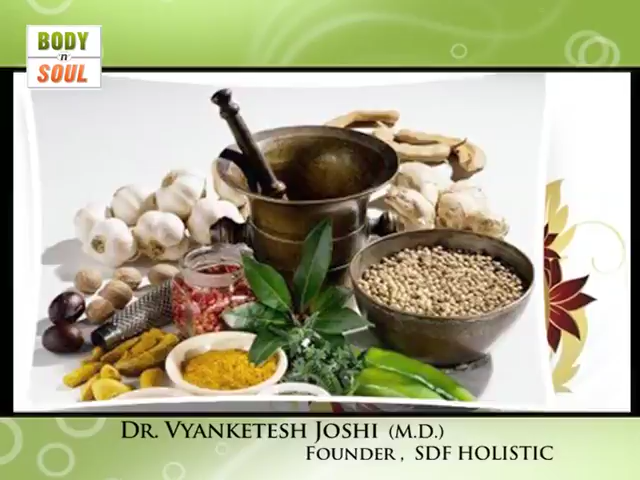 BODY
'n'
SOUL
DR. VYANKETESH JOSHI (M.D.)
FOUNDER , SDF HOLISTIC